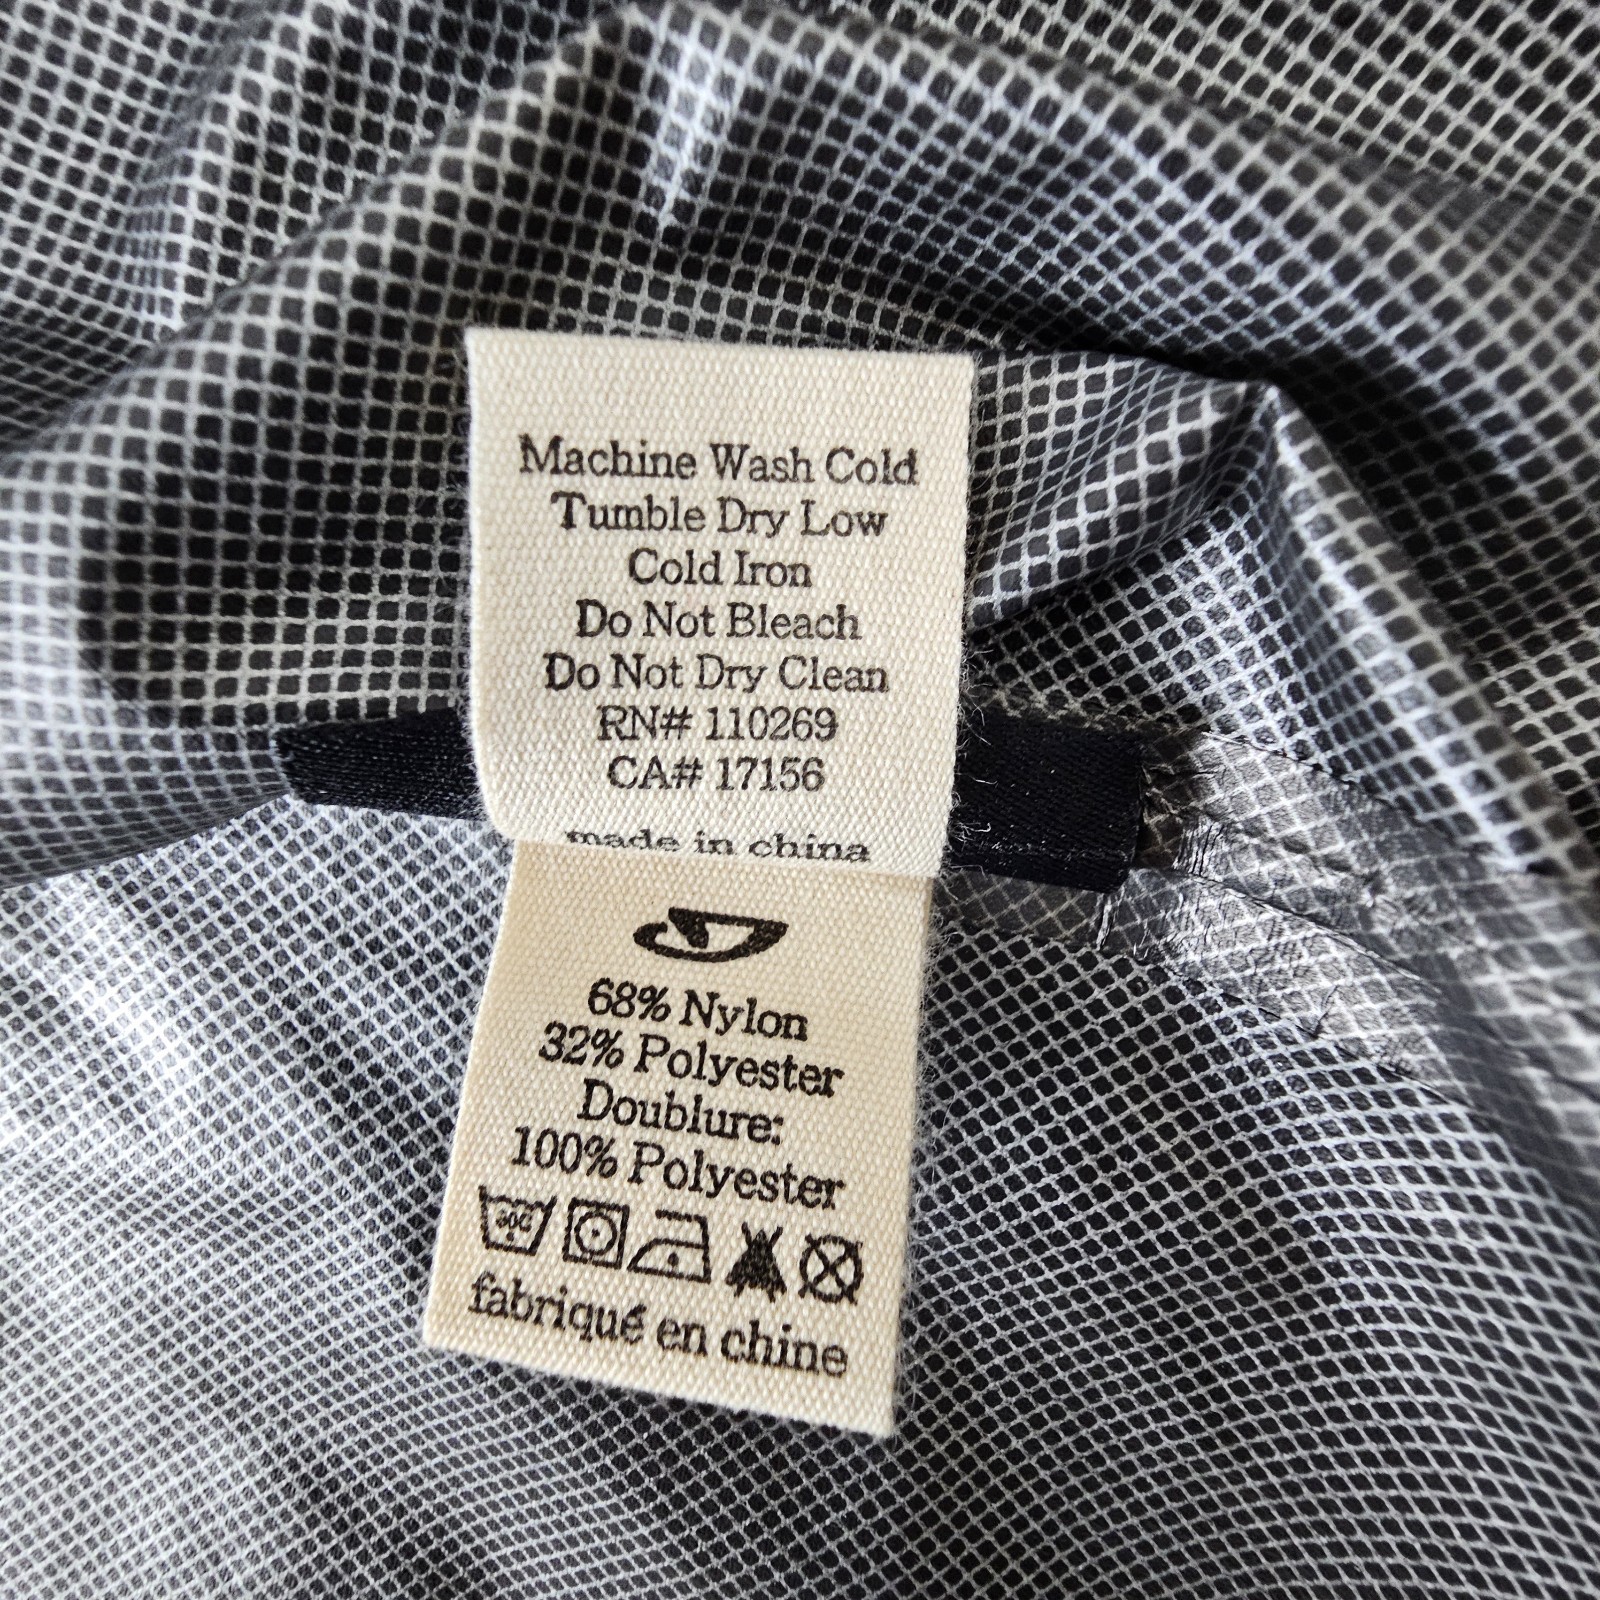 Machine Wash Cold
Tumble Dry Low
Cold Iron
Do Not Bleach
Do Not Dry Clean
RN# 110269
CA# 17156
made in china
68% Nylon
32% Polyester
Doublure:
100% Polyester
30C
fabriqué en chine